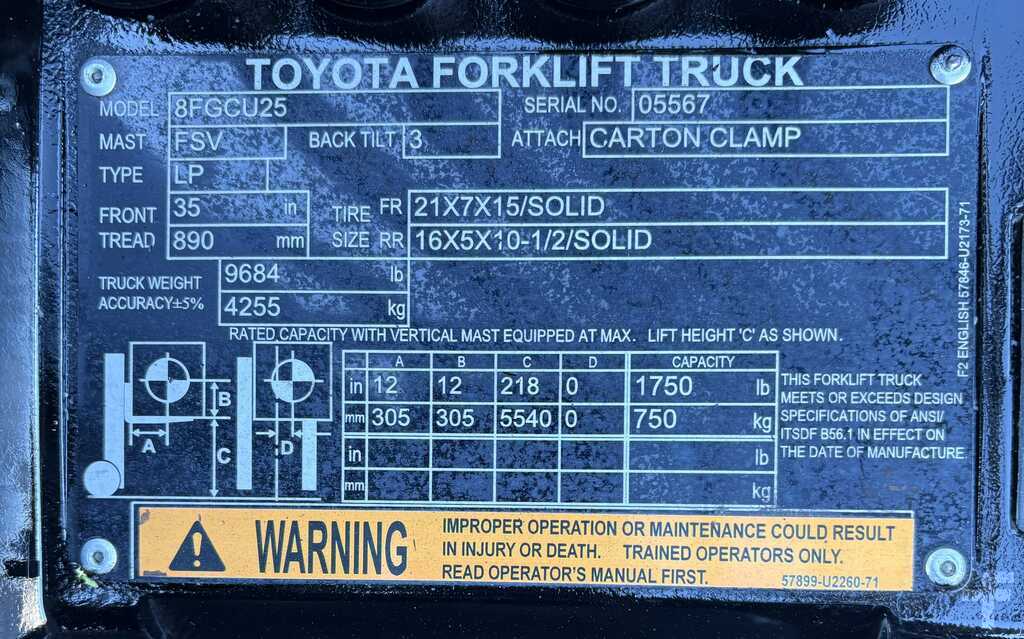 TOYOTA FORKLIFT TRUCK
MODEL 8FGCU25 SERIAL NO. 05567
MAST FSV BACK TILT 3 ATTACH CARTON CLAMP
TYPE LP
FRONT TREAD 35 in 890 mm
TIRE SIZE FR 21X7X15/SOLID
RR 16X5X10-1/2/SOLID
TRUCK WEIGHT 9684 lb
ACCURACY±5% 4255 kg
RATED CAPACITY WITH VERTICAL MAST EQUIPPED AT MAX. LIFT HEIGHT 'C' AS SHOWN.
A B C D
A B C D CAPACITY
in 12 12 218 0 1750 lb
mm 305 305 5540 0 750 kg
in lb
mm kg
THIS FORKLIFT TRUCK
MEETS OR EXCEEDS DESIGN
SPECIFICATIONS OF ANSI/
ITSDF B56.1 IN EFFECT ON
THE DATE OF MANUFACTURE.
F2 ENGLISH 57846-U2173-71
WARNING
IMPROPER OPERATION OR MAINTENANCE COULD RESULT
IN INJURY OR DEATH. TRAINED OPERATORS ONLY.
READ OPERATOR'S MANUAL FIRST. 57899-U2260-71